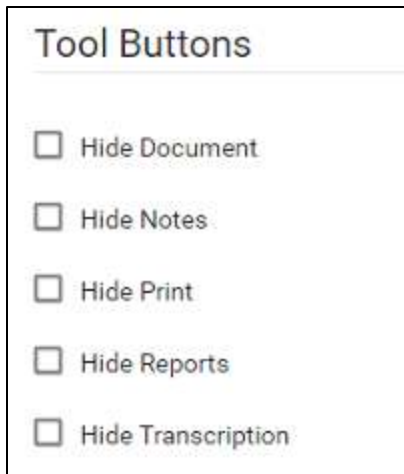 Tool Buttons
Hide Document
Hide Notes
Hide Print
Hide Reports
Hide Transcription